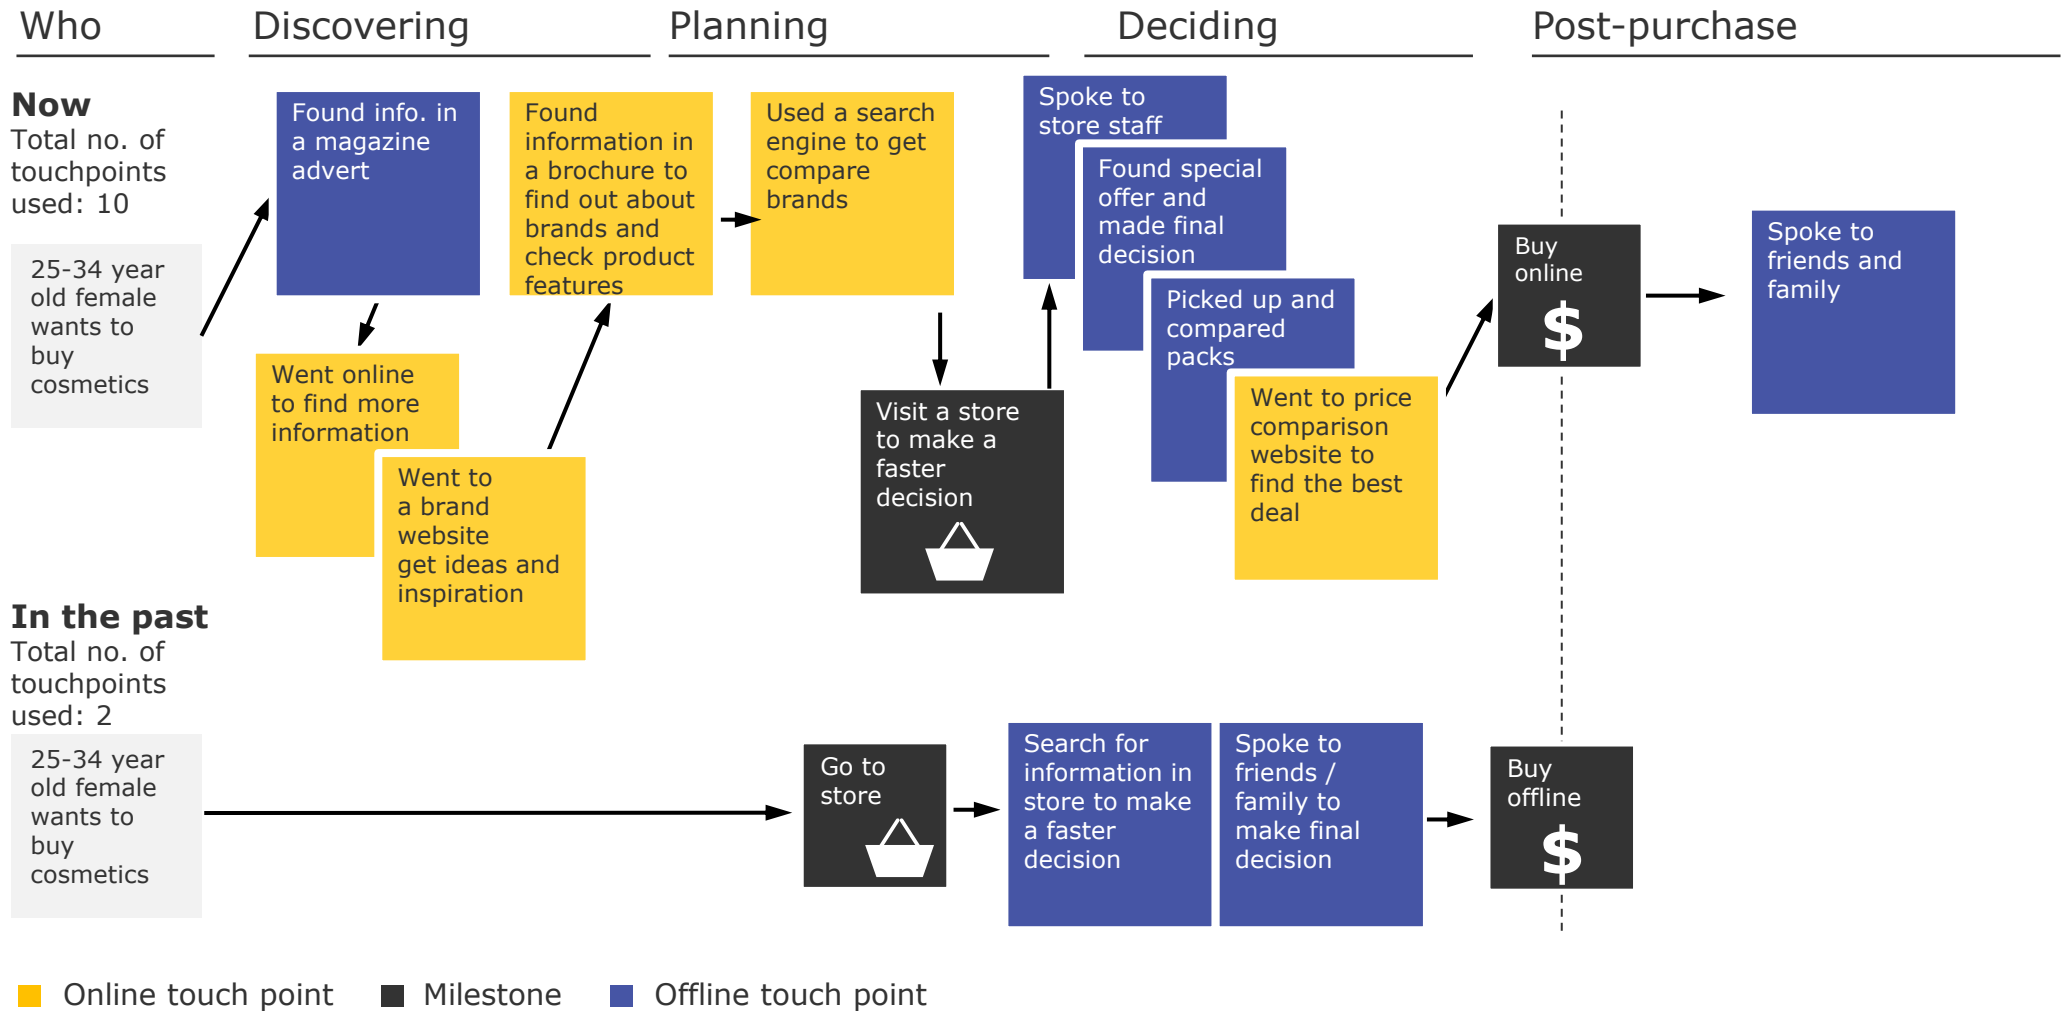 Who
Discovering
Planning
Deciding
Post-purchase
Now
Total no. of
touchpoints
used: 10
25-34 year
old female
wants to
buy
cosmetics
Found info. in
a magazine
advert
Went online
to find more
information
Went to
a brand
website
get ideas and
inspiration
Found
information in
a brochure to
find out about
brands and
check product
features
Used a search
engine to get
compare
brands
Visit a store
to make a
faster
decision
Spoke to
store staff
Found special
offer and
made final
decision
Picked up and
compared
packs
Went to price
comparison
website to
find the best
deal
Buy
online
$
Spoke to
friends and
family
In the past
Total no. of
touchpoints
used: 2
25-34 year
old female
wants to
buy
cosmetics
Go to
store
Search for
information in
store to make
a faster
decision
Spoke to
friends /
family to
make final
decision
Buy
offline
$
Online touch point
Milestone
Offline touch point